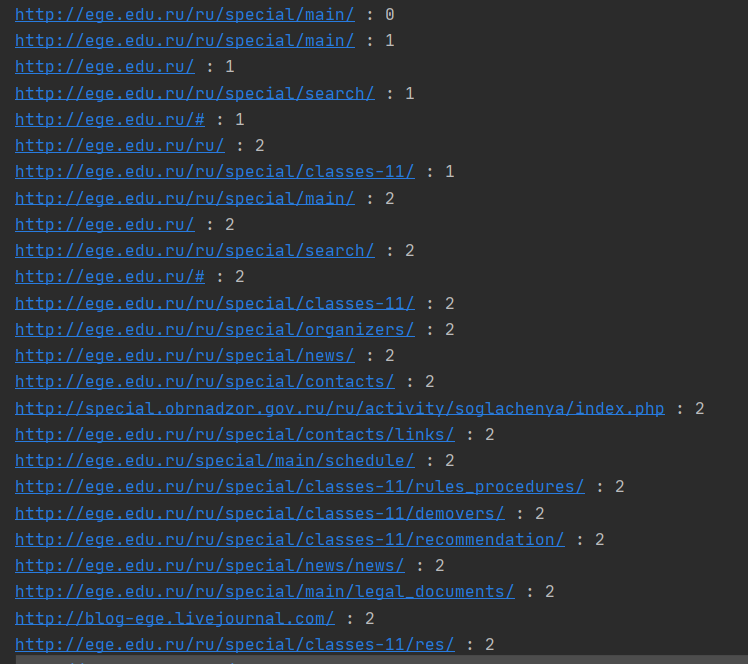 http://ege.edu.ru/ru/special/main/ : 0
http://ege.edu.ru/ru/special/main/ : 1
http://ege.edu.ru/ : 1
http://ege.edu.ru/ru/special/search/ : 1
http://ege.edu.ru/# : 1
http://ege.edu.ru/ru/ : 2
http://ege.edu.ru/ru/special/classes-11/ : 1
http://ege.edu.ru/ru/special/main/ : 2
http://ege.edu.ru/ : 2
http://ege.edu.ru/ru/special/search/ : 2
http://ege.edu.ru/# : 2
http://ege.edu.ru/ru/special/classes-11/ : 2
http://ege.edu.ru/ru/special/organizers/ : 2
http://ege.edu.ru/ru/special/news/ : 2
http://ege.edu.ru/ru/special/contacts/ : 2
http://special.obrnadzor.gov.ru/ru/activity/soglachenya/index.php : 2
http://ege.edu.ru/ru/special/contacts/links/ : 2
http://ege.edu.ru/special/main/schedule/ : 2
http://ege.edu.ru/ru/special/classes-11/rules_procedures/ : 2
http://ege.edu.ru/ru/special/classes-11/demovers/ : 2
http://ege.edu.ru/ru/special/classes-11/recommendation/ : 2
http://ege.edu.ru/ru/special/news/news/ : 2
http://ege.edu.ru/ru/special/main/legal_documents/ : 2
http://blog-ege.livejournal.com/ : 2
http://ege.edu.ru/ru/special/classes-11/res/ : 2